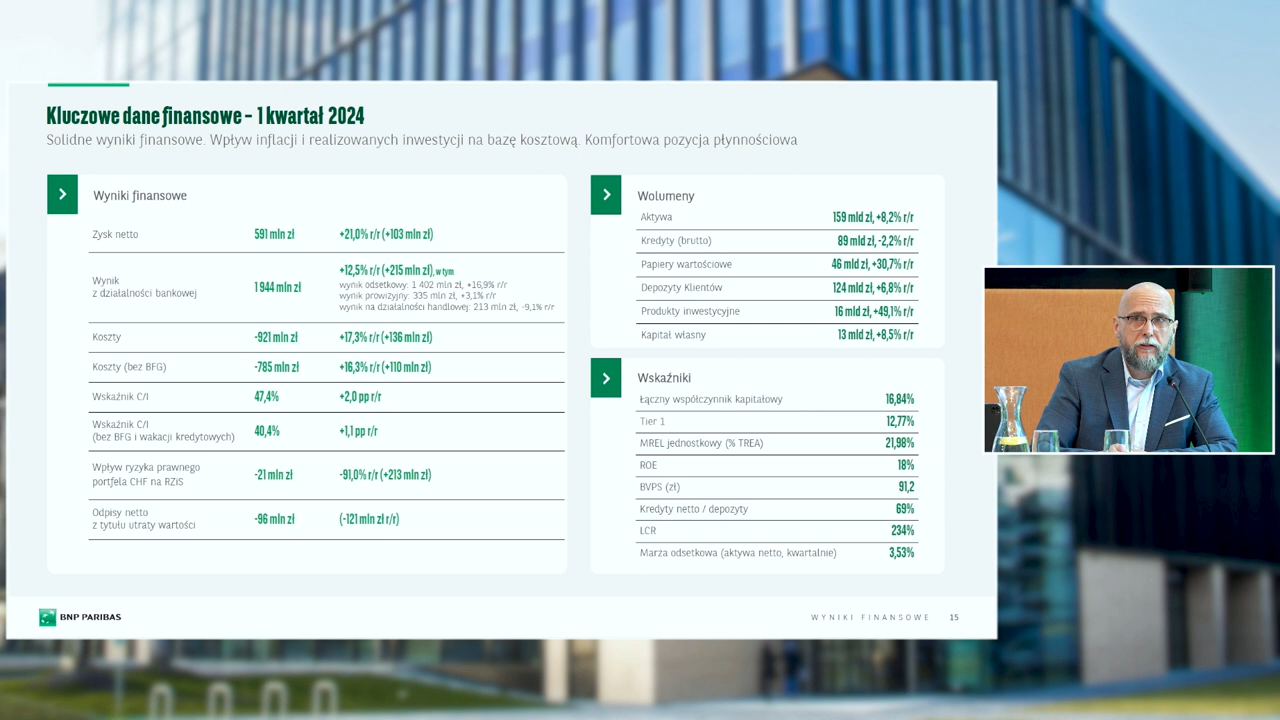 Kluczowe dane finansowe – 1 kwartał 2024
Solidne wyniki finansowe. Wpływ inflacji i realizowanych inwestycji na bazę kosztową. Komfortowa pozycja płynnościowa
Wyniki finansowe
Zysk netto 591 mln zł +21,0% r/r (+103 mln zł)
Wynik
z działalności bankowej
1 944 mln zł
+12,5% r/r (+215 mln zł), w tym
wynik odsetkowy: 1 402 mln zł, +16,9% r/r
wynik prowizyjny: 335 mln zł, +3,1% r/r
wynik na działalności handlowej: 213 mln zł, -9,1% r/r
Koszty -921 mln zł +17,3% r/r (+136 mln zł)
Koszty (bez BFG) -785 mln zł +16,3% r/r (+110 mln zł)
Wskaźnik C/I 47,4% +2,0 pp r/r
Wskaźnik C/I
(bez BFG i wakacji kredytowych)
40,4% +1,1 pp r/r
Wpływ ryzyka prawnego
portfela CHF na RZiS
-21 mln zł -91,0% r/r (+213 mln zł)
Odpisy netto
z tytułu utraty wartości
-96 mln zł (-121 mln zł r/r)
Wolumeny
Aktywa 159 mld zł, +8,2% r/r
Kredyty (brutto) 89 mld zł, -2,2% r/r
Papiery wartościowe 46 mld zł, +30,7% r/r
Depozyty Klientów 124 mld zł, +6,8% r/r
Produkty inwestycyjne 16 mld zł, +49,1% r/r
Kapitał własny 13 mld zł, +8,5% r/r
Wskaźniki
Łączny współczynnik kapitałowy 16,84%
Tier 1 12,77%
MREL jednostkowy (% TREA) 21,98%
ROE 18%
BVPS (zł) 91,2
Kredyty netto / depozyty 69%
LCR 234%
Marża odsetkowa (aktywa netto, kwartalnie) 3,53%
BNP PARIBAS
WYNIKI FINANSOWE 15